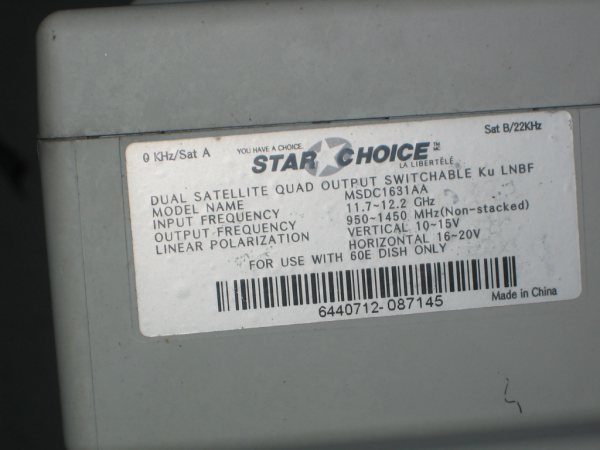 0 KHz/Sat A
Sat B/22KHz
YOU HAVE A CHOICE.
STAR CHOICE
LA LIBERTÉLÉ
DUAL SATELLITE QUAD OUTPUT SWITCHABLE Ku LNBF
MODEL NAME MSDC1631AA
INPUT FREQUENCY 11.7~12.2 GHz
OUTPUT FREQUENCY 950~1450 MHz(Non-stacked)
LINEAR POLARIZATION VERTICAL 10~15V
HORIZONTAL 16~20V
FOR USE WITH 60E DISH ONLY
6440712-087145
Made in China